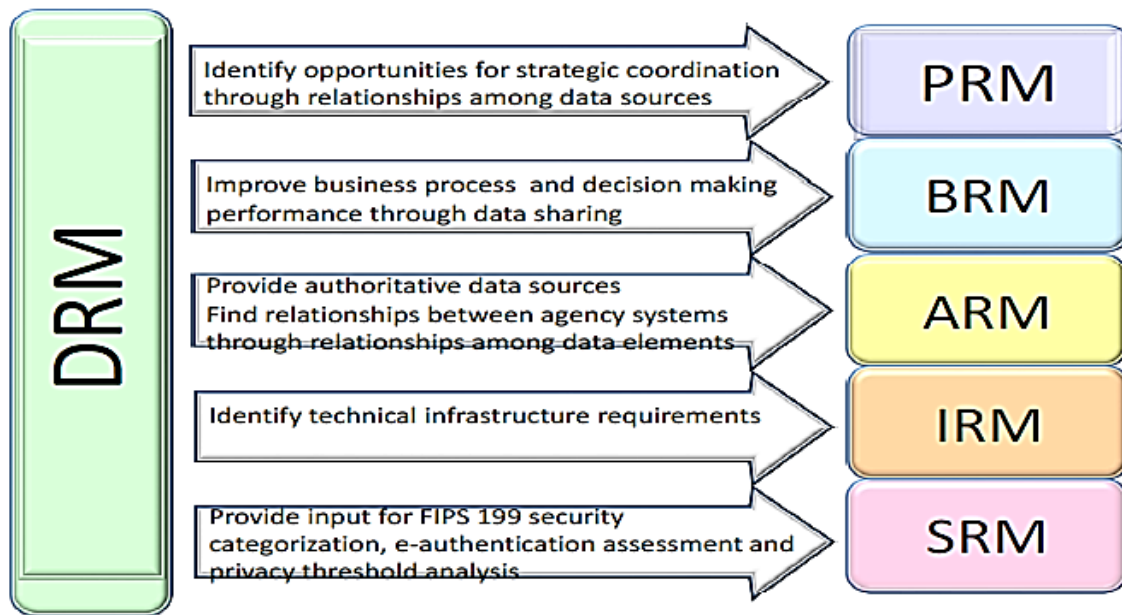 DRM
Identify opportunities for strategic coordination
through relationships among data sources
PRM
Improve business process and decision making
performance through data sharing
BRM
Provide authoritative data sources
Find relationships between agency systems
through relationships among data elements
ARM
Identify technical infrastructure requirements
IRM
Provide input for FIPS 199 security
categorization, e-authentication assessment and
privacy threshold analysis
SRM